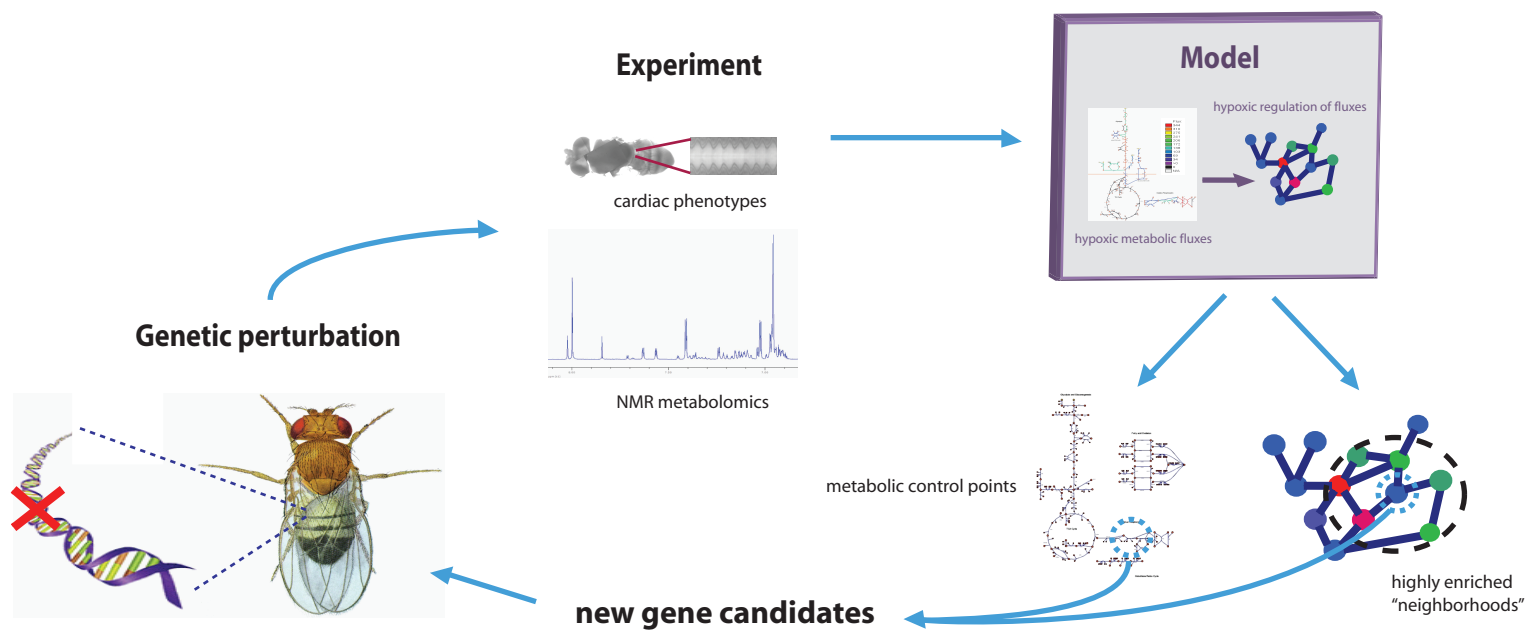 Experiment
Model
hypoxic regulation of fluxes
cardiac phenotypes
hypoxic metabolic fluxes
Genetic perturbation
NMR metabolomics
metabolic control points
highly enriched
“neighborhoods”
new gene candidates